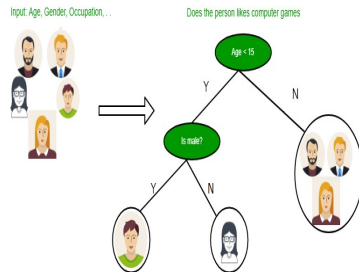 Input: Age, Gender, Occupation, . .
Does the person likes computer games
Age < 15
Y
N
Is male?
Y
N